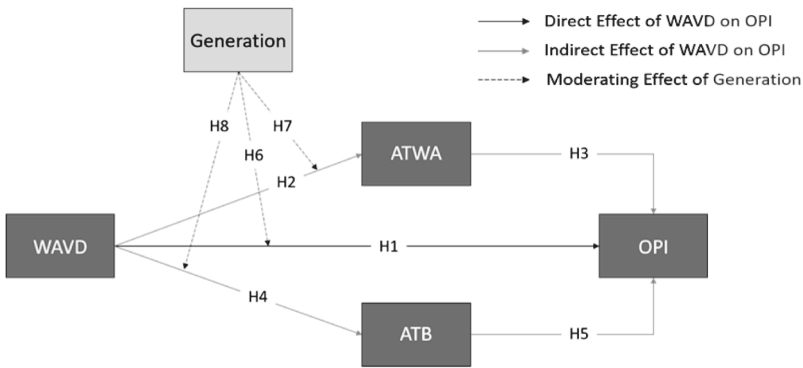 Generation
Direct Effect of WAVD on OPI
Indirect Effect of WAVD on OPI
Moderating Effect of Generation
H8
H7
H6
H2
ATWA
H3
WAVD
H1
OPI
H4
ATB
H5